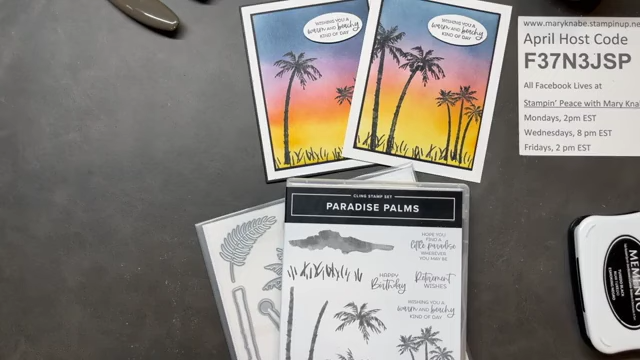 WISHING YOU A
warm and beachy
KIND OF DAY
WISHING YOU A
warm and beachy
KIND OF DAY
www.maryknabe.stampinup.ne
April Host Code
F37N3JSP
All Facebook Lives at
Stampin' Peace with Mary Kna
Mondays, 2pm EST
Wednesdays, 8 pm EST
Fridays, 2 pm EST
CLING STAMP SET
PARADISE PALMS
HOPE YOU
FIND A
little paradise
WHEREVER
YOU MAY BE
HAPPY
Birthday
Retirement
WISHES
WISHING YOU A
warm and beachy
KIND OF DAY
MEMENTO